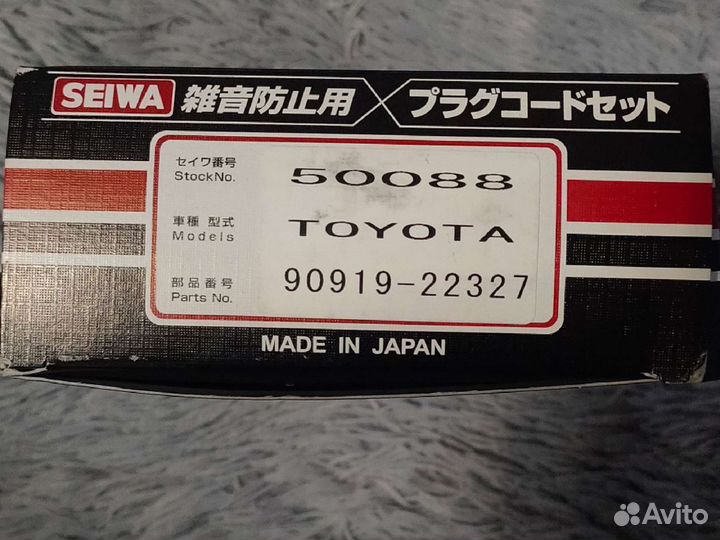 SEIWA 雑音防止用 プラグコードセット
セイワ番号 50088
StockNo.
車種 型式 TOYOTA
Models
部品番号 90919-22327
Parts No.
MADE IN JAPAN
Avito